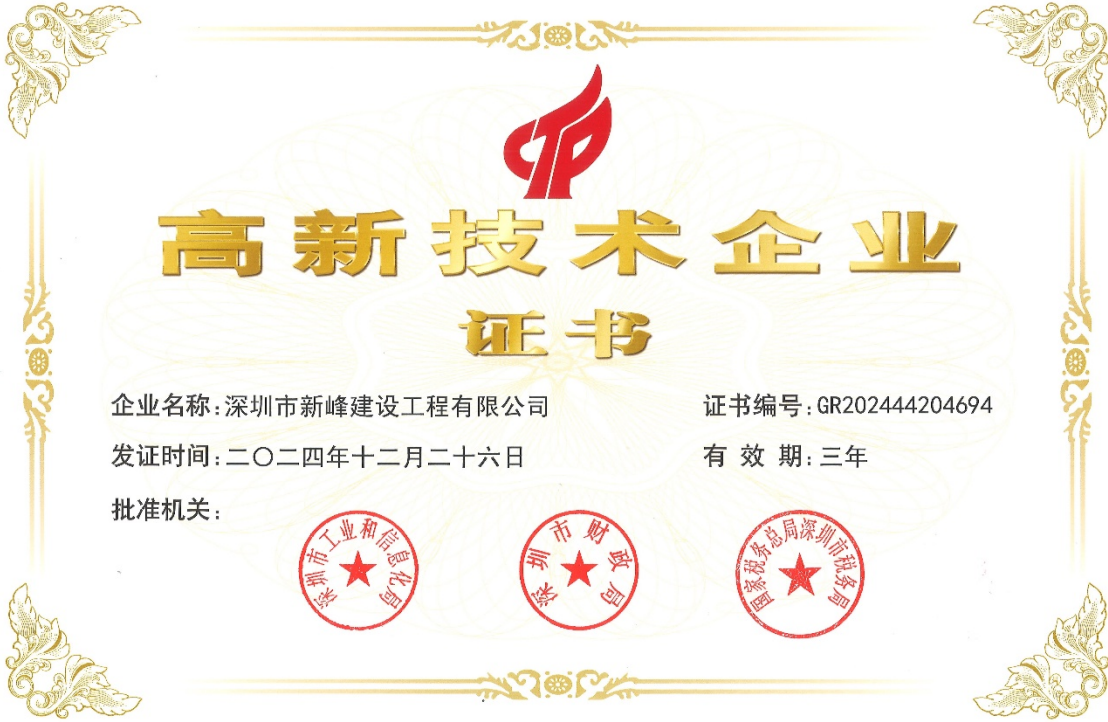 高新技术企业
证书
企业名称:深圳市新峰建设工程有限公司
证书编号:GR202444204694
发证时间:二〇二四年十二月二十六日
有效期:三年
批准机关:
深圳市工业和信息化局
深圳市财政局
国家税务总局深圳市税务局